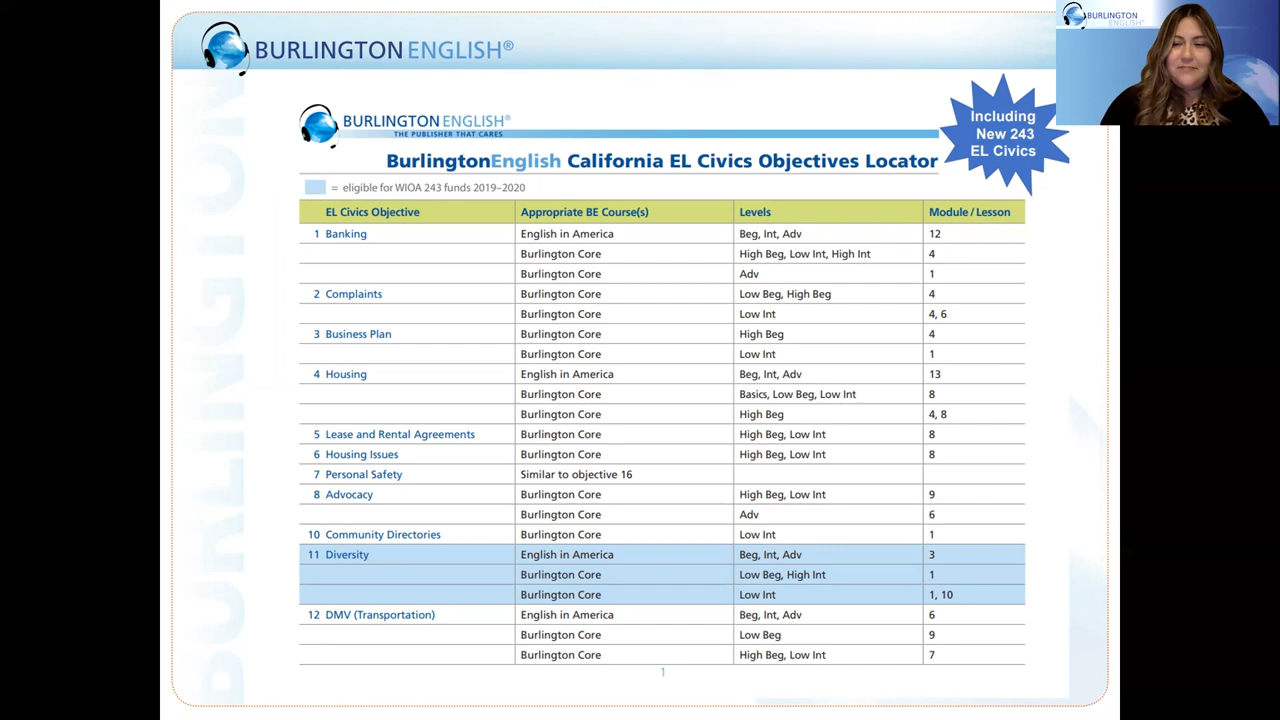 BURLINGTON ENGLISH®
BURLINGTON
ENGLISH
BURLINGTON ENGLISH®
THE PUBLISHER THAT CARES
Including
New 243
EL Civics
BurlingtonEnglish California EL Civics Objectives Locator
= eligible for WIOA 243 funds 2019–2020
EL Civics Objective Appropriate BE Course(s) Levels Module / Lesson
1 Banking English in America Beg, Int, Adv 12
Burlington Core High Beg, Low Int, High Int 4
Burlington Core Adv 1
2 Complaints Burlington Core Low Beg, High Beg 4
Burlington Core Low Int 4, 6
3 Business Plan Burlington Core High Beg 4
Burlington Core Low Int 1
4 Housing English in America Beg, Int, Adv 13
Burlington Core Basics, Low Beg, Low Int 8
Burlington Core High Beg 4, 8
5 Lease and Rental Agreements Burlington Core High Beg, Low Int 8
6 Housing Issues Burlington Core High Beg, Low Int 8
7 Personal Safety Similar to objective 16
8 Advocacy Burlington Core High Beg, Low Int 9
Burlington Core Adv 6
10 Community Directories Burlington Core Low Int 1
11 Diversity English in America Beg, Int, Adv 3
Burlington Core Low Beg, High Int 1
Burlington Core Low Int 1, 10
12 DMV (Transportation) English in America Beg, Int, Adv 6
Burlington Core Low Beg 9
Burlington Core High Beg, Low Int 7
1